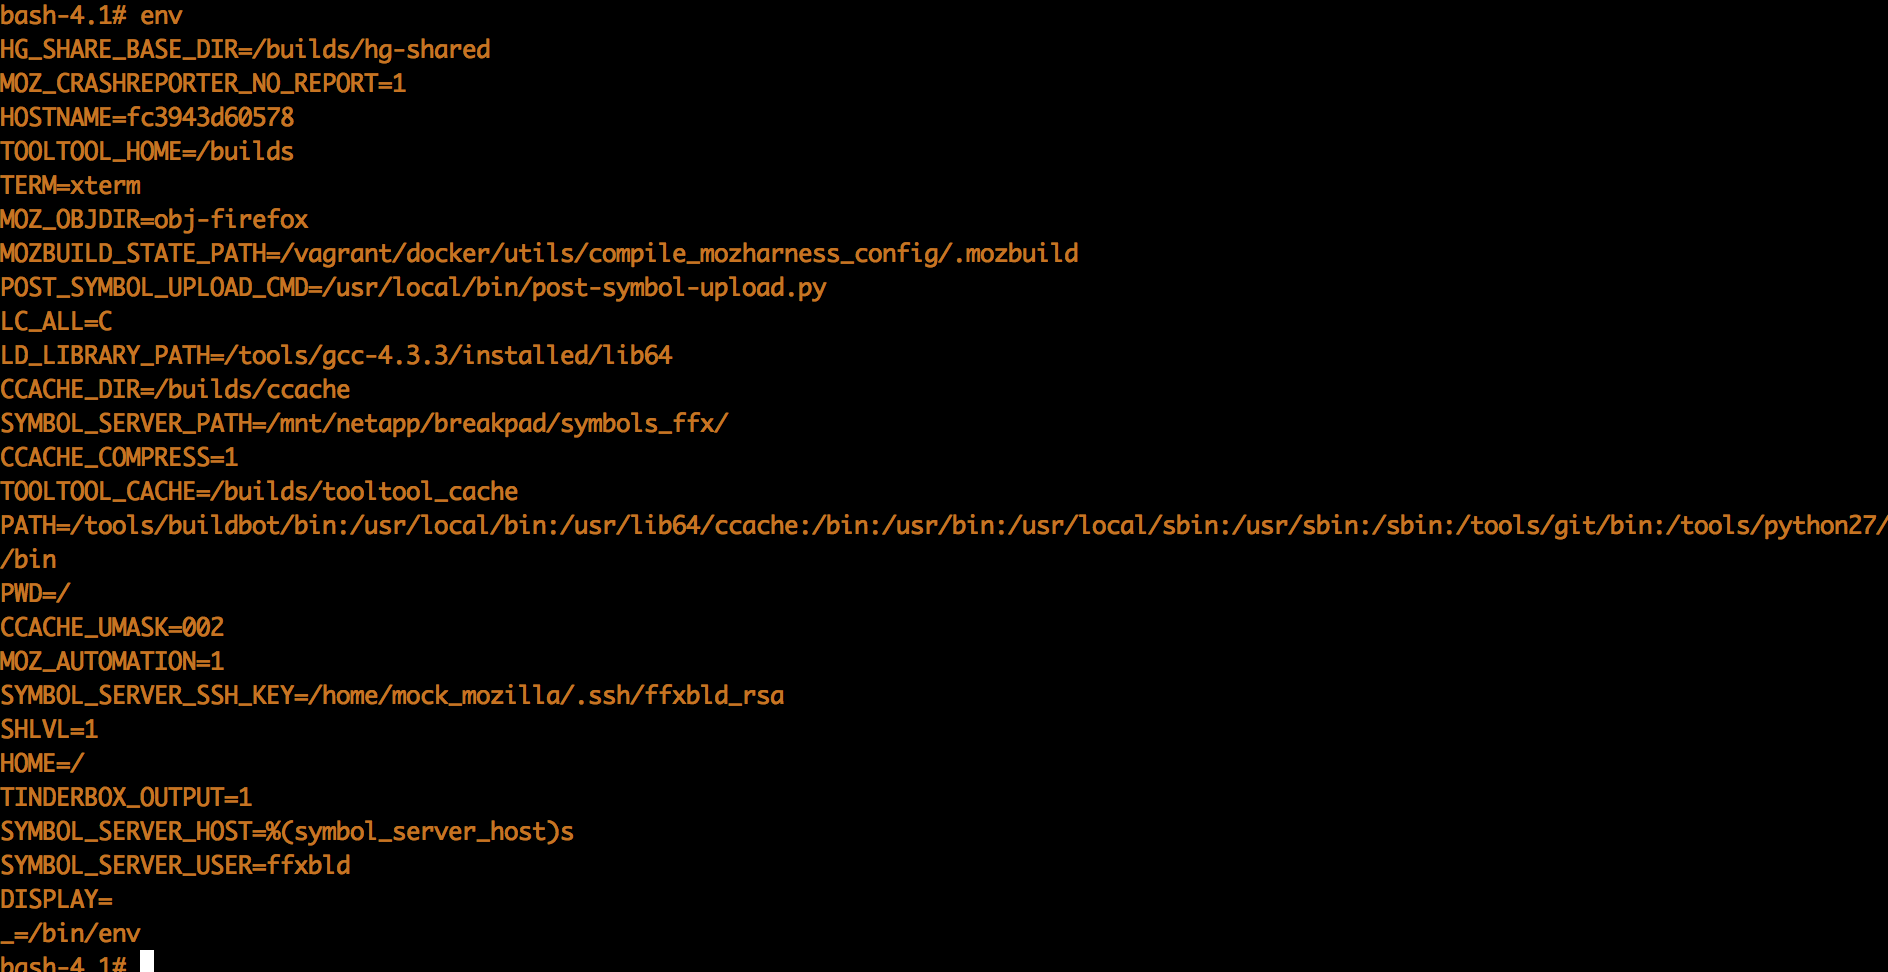 bash-4.1# env
HG_SHARE_BASE_DIR=/builds/hg-shared
MOZ_CRASHREPORTER_NO_REPORT=1
HOSTNAME=fc3943d60578
TOOLTOOL_HOME=/builds
TERM=xterm
MOZ_OBJDIR=obj-firefox
MOZBUILD_STATE_PATH=/vagrant/docker/utils/compile_mozharness_config/.mozbuild
POST_SYMBOL_UPLOAD_CMD=/usr/local/bin/post-symbol-upload.py
LC_ALL=C
LD_LIBRARY_PATH=/tools/gcc-4.3.3/installed/lib64
CCACHE_DIR=/builds/ccache
SYMBOL_SERVER_PATH=/mnt/netapp/breakpad/symbols_ffx/
CCACHE_COMPRESS=1
TOOLTOOL_CACHE=/builds/tooltool_cache
PATH=/tools/buildbot/bin:/usr/local/bin:/usr/lib64/ccache:/bin:/usr/bin:/usr/local/sbin:/usr/sbin:/sbin:/tools/git/bin:/tools/python27/
/bin
PWD=/
CCACHE_UMASK=002
MOZ_AUTOMATION=1
SYMBOL_SERVER_SSH_KEY=/home/mock_mozilla/.ssh/ffxbld_rsa
SHLVL=1
HOME=/
TINDERBOX_OUTPUT=1
SYMBOL_SERVER_HOST=%(symbol_server_host)s
SYMBOL_SERVER_USER=ffxbld
DISPLAY=
_=/bin/env
bash-4.1#